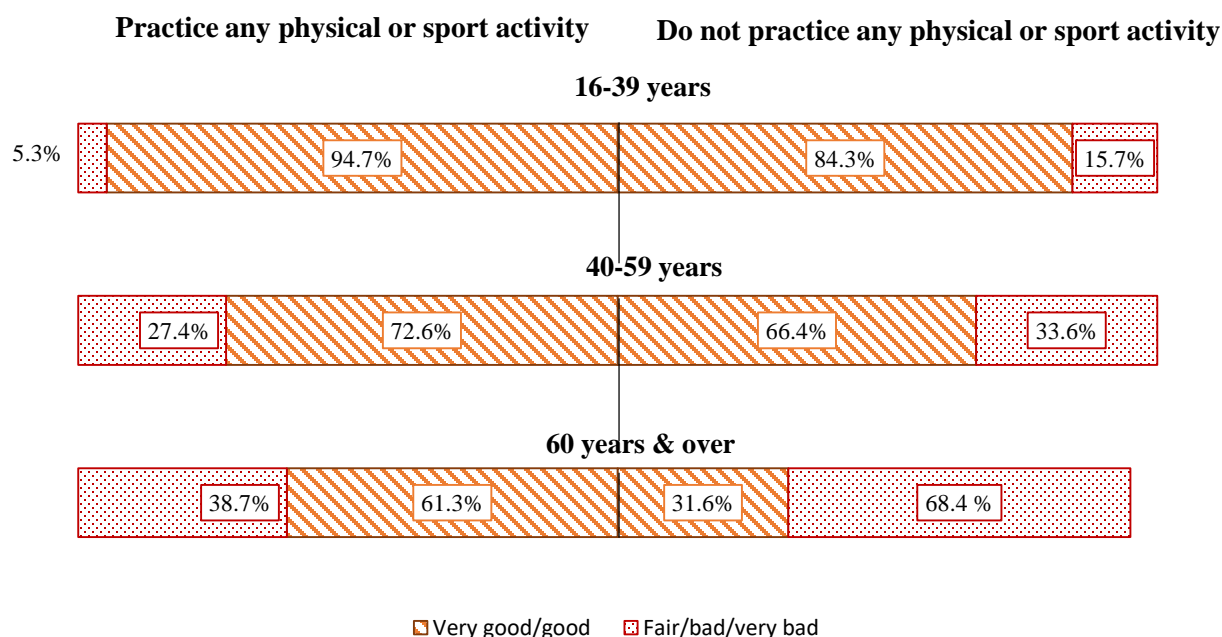 Practice any physical or sport activity Do not practice any physical or sport activity
16-39 years
5.3% 94.7% 84.3% 15.7%
40-59 years
27.4% 72.6% 66.4% 33.6%
60 years & over
38.7% 61.3% 31.6% 68.4 %
Very good/good Fair/bad/very bad